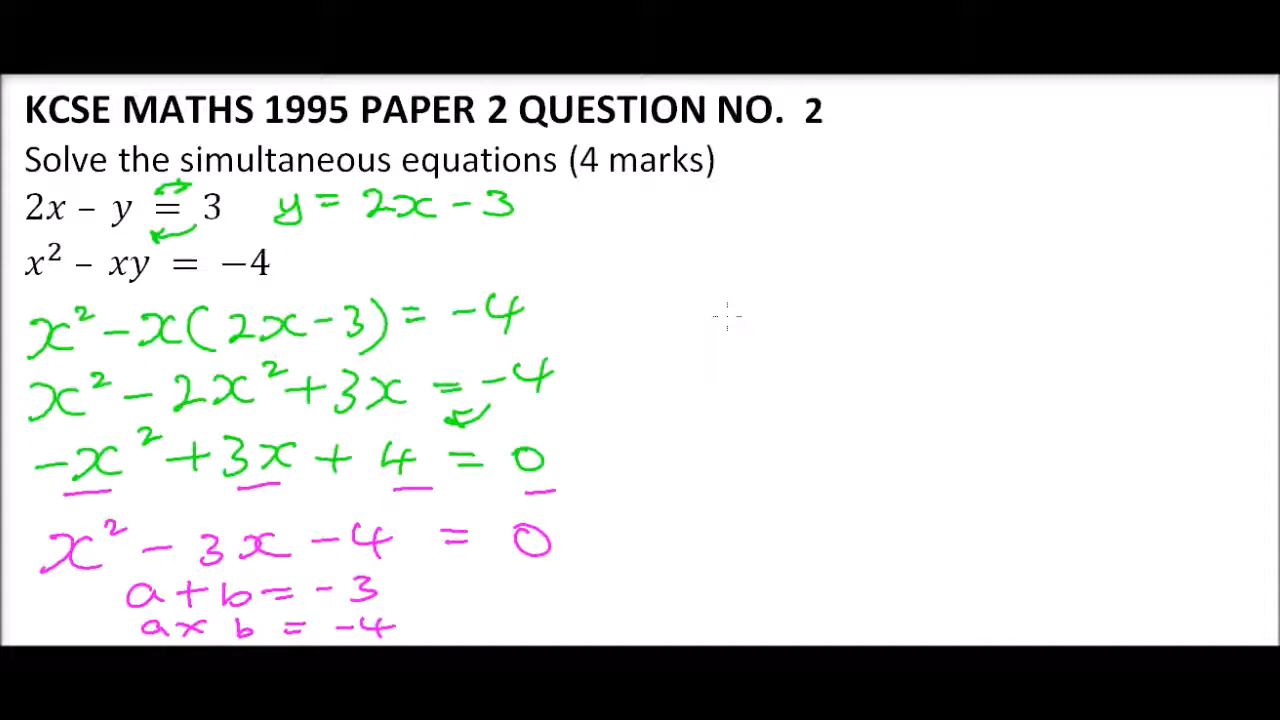 KCSE MATHS 1995 PAPER 2 QUESTION NO. 2
Solve the simultaneous equations (4 marks)
2x – y = 3 y = 2x - 3
x² – xy = −4
x² - x(2x - 3) = -4
x² - 2x² + 3x = -4
-x² + 3x + 4 = 0
x² - 3x - 4 = 0
a + b = -3
a x b = -4